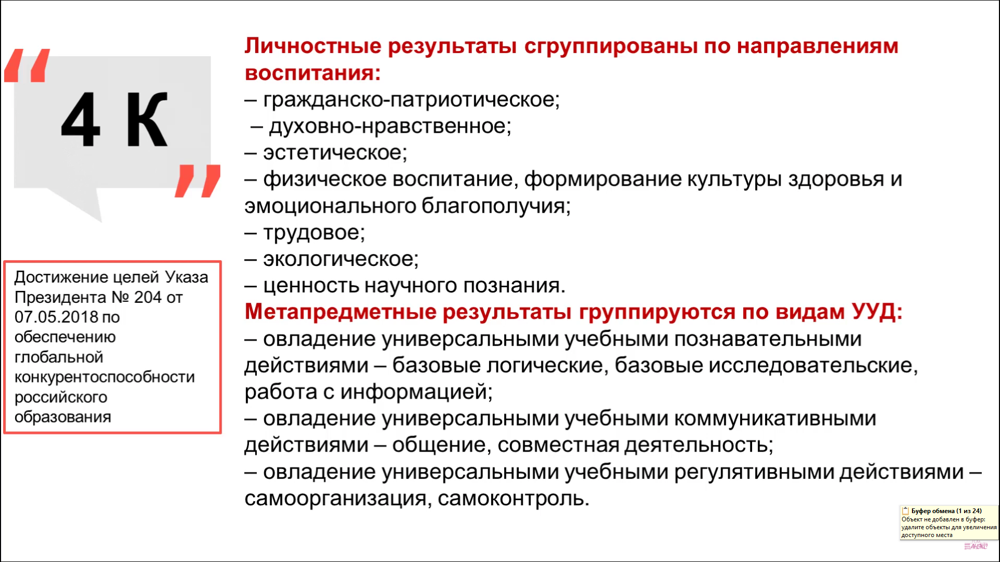 “
4 К
”
Достижение целей Указа
Президента № 204 от
07.05.2018 по
обеспечению
глобальной
конкурентоспособности
российского
образования
Личностные результаты сгруппированы по направлениям
воспитания:
– гражданско-патриотическое;
– духовно-нравственное;
– эстетическое;
– физическое воспитание, формирование культуры здоровья и
эмоционального благополучия;
– трудовое;
– экологическое;
– ценность научного познания.
Метапредметные результаты группируются по видам УУД:
– овладение универсальными учебными познавательными
действиями – базовые логические, базовые исследовательские,
работа с информацией;
– овладение универсальными учебными коммуникативными
действиями – общение, совместная деятельность;
– овладение универсальными учебными регулятивными действиями –
самоорганизация, самоконтроль.
Буфер обмена (1 из 24)
Объект не добавлен в буфер:
удалите объекты для увеличения
доступного места